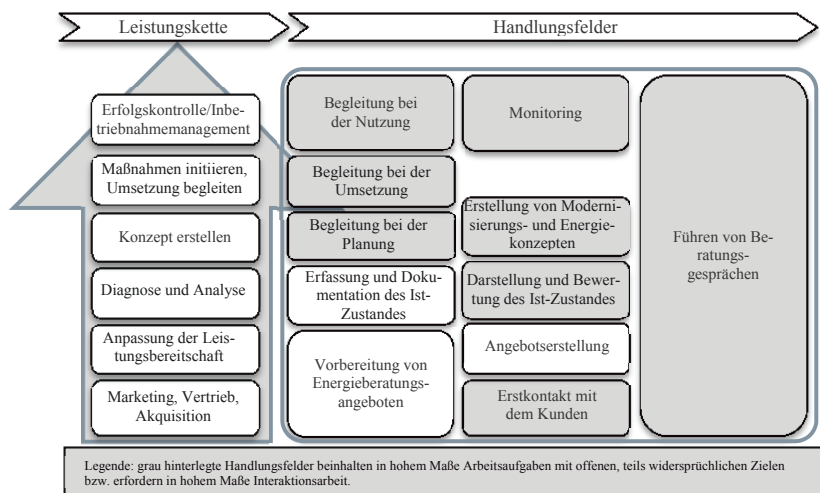 Leistungskette
Handlungsfelder
Erfolgskontrolle/Inbe-
triebnahmemanagement
Maßnahmen initiieren,
Umsetzung begleiten
Konzept erstellen
Diagnose und Analyse
Anpassung der Leis-
tungsbereitschaft
Marketing, Vertrieb,
Akquisition
Begleitung bei
der Nutzung
Begleitung bei der
Umsetzung
Begleitung bei der
Planung
Erfassung und Doku-
mentation des Ist-
Zustandes
Vorbereitung von
Energieberatungs-
angeboten
Monitoring
Erstellung von Moderni-
sierungs- und Energie-
konzepten
Darstellung und Bewer-
tung des Ist-Zustandes
Angebotserstellung
Erstkontakt mit
dem Kunden
Führen von Be-
ratungs-
gesprächen
Legende: grau hinterlegte Handlungsfelder beinhalten in hohem Maße Arbeitsaufgaben mit offenen, teils widersprüchlichen Zielen
bzw. erfordern in hohem Maße Interaktionsarbeit.